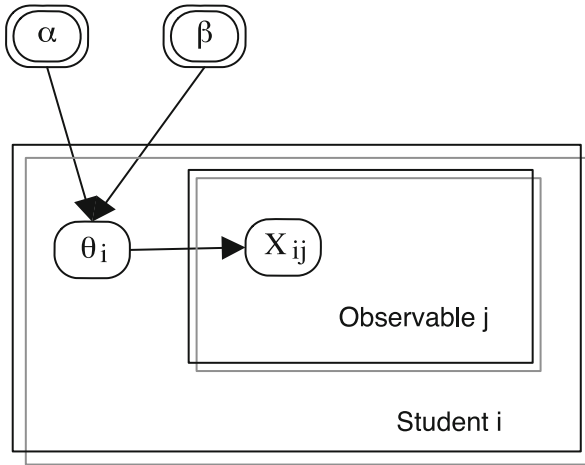 α β
θi Xij
Observable j
Student i